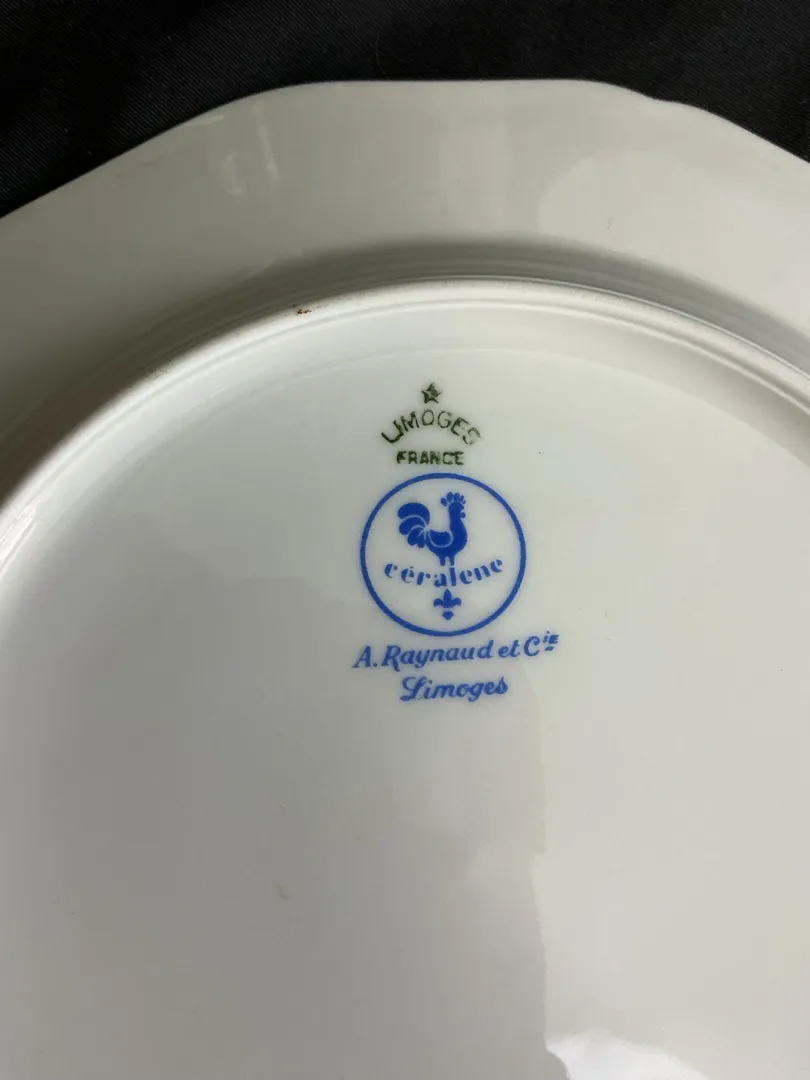 LIMOGES
FRANCE
céralene
A. Raynaud et Cie
Limoges